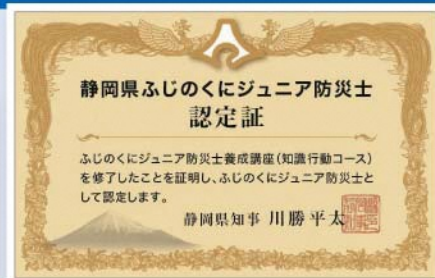 静岡県ふじのくにジュニア防災士
認定証
ふじのくにジュニア防災士養成講座(知識行動コース)
を修了したことを証明し、ふじのくにジュニア防災士と
して認定します。
静岡県知事 川勝平太